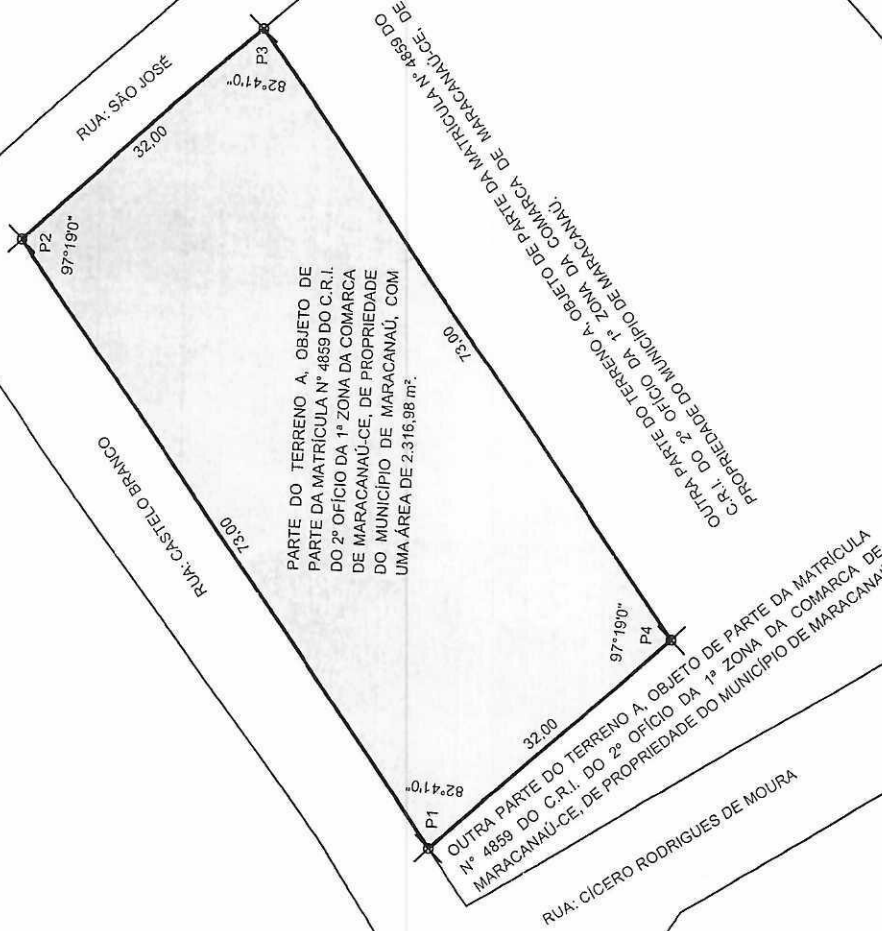 RUA: SÃO JOSÉ
32,00
P3
82°41'0"
P2
97°19'0"
RUA: CASTELO BRANCO
73,00
PARTE DO TERRENO A, OBJETO DE
PARTE DA MATRÍCULA N° 4859 DO C.R.I.
DO 2º OFÍCIO DA 1ª ZONA DA COMARCA
DE MARACANAÚ-CE, DE PROPRIEDADE
DO MUNICÍPIO DE MARACANAÚ, COM
UMA ÁREA DE 2.316,98 m².
73,00
OUTRA PARTE DO TERRENO A, OBJETO DE PARTE DA MATRÍCULA N° 4859 DO
C.R.I. DO 2º OFÍCIO DA 1ª ZONA DA COMARCA DE MARACANAÚ-CE, DE
PROPRIEDADE DO MUNICÍPIO DE MARACANAÚ.
97°19'0"
P4
32,00
82°41'0"
P1
OUTRA PARTE DO TERRENO A, OBJETO DE PARTE DA MATRÍCULA
N° 4859 DO C.R.I. DO 2º OFÍCIO DA 1ª ZONA DA COMARCA DE
MARACANAÚ-CE, DE PROPRIEDADE DO MUNICÍPIO DE
RUA: CÍCERO RODRIGUES DE MOURA